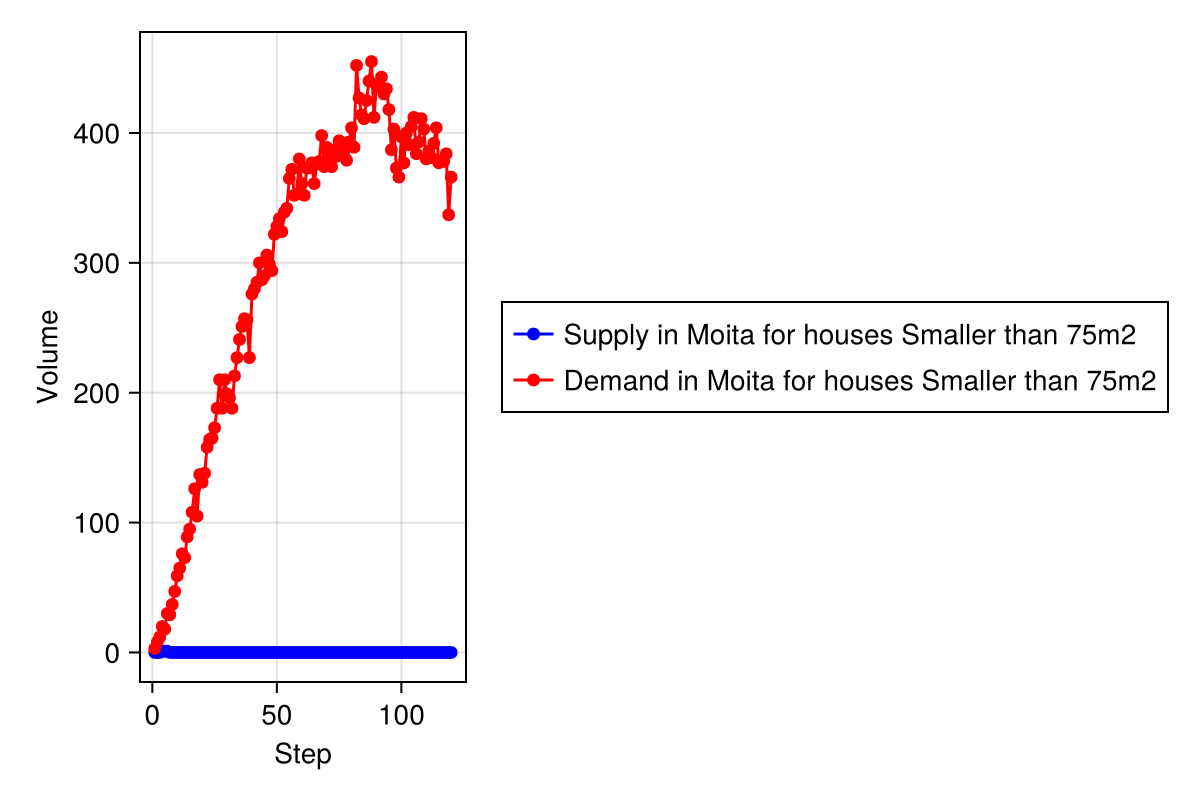 400
300
200
100
0
Volume
0 50 100
Step
Supply in Moita for houses Smaller than 75m2
Demand in Moita for houses Smaller than 75m2